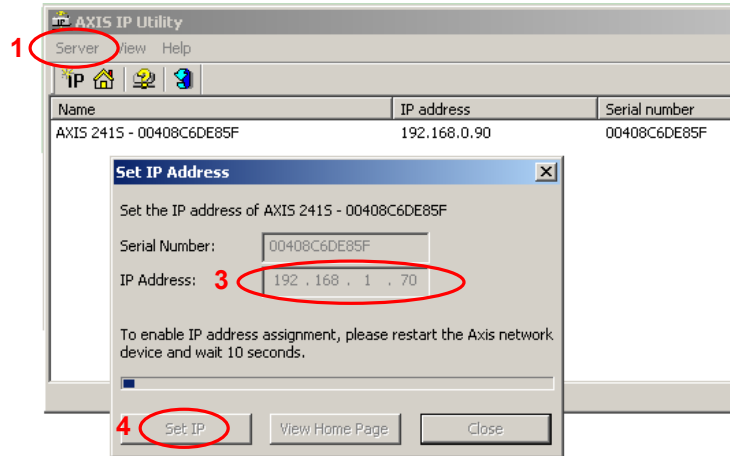 AXIS IP Utility
1 Server View Help
IP
Name IP address Serial number
AXIS 241S - 00408C6DE85F 192.168.0.90 00408C6DE85F
Set IP Address
Set the IP address of AXIS 241S - 00408C6DE85F
Serial Number: 00408C6DE85F
IP Address: 3 192 . 168 . 1 . 70
To enable IP address assignment, please restart the Axis network
device and wait 10 seconds.
4 Set IP View Home Page Close